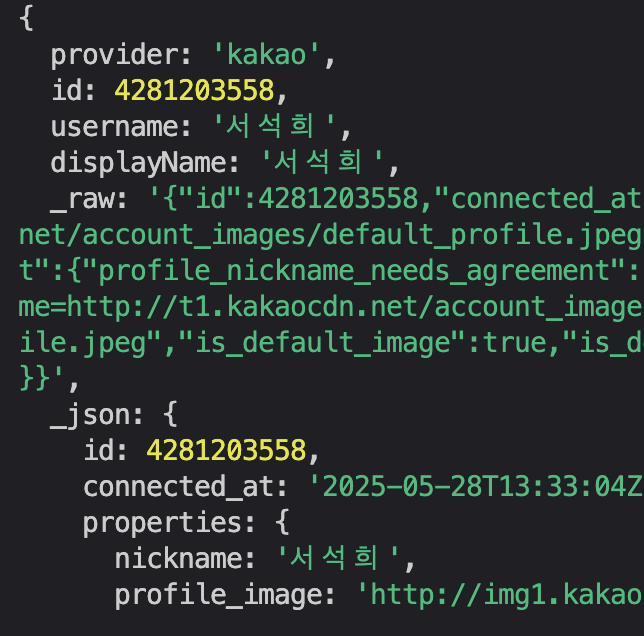 {
  provider: 'kakao',
  id: 4281203558,
  username: '서석희',
  displayName: '서석희',
  _raw: '{"id":4281203558,"connected_at
net/account_images/default_profile.jpeg
t":{"profile_nickname_needs_agreement":
me=http://t1.kakaocdn.net/account_image
ile.jpeg","is_default_image":true,"is_d
}}',
  _json: {
    id: 4281203558,
    connected_at: '2025-05-28T13:33:04Z
    properties: {
      nickname: '서석희',
      profile_image: 'http://img1.kakao